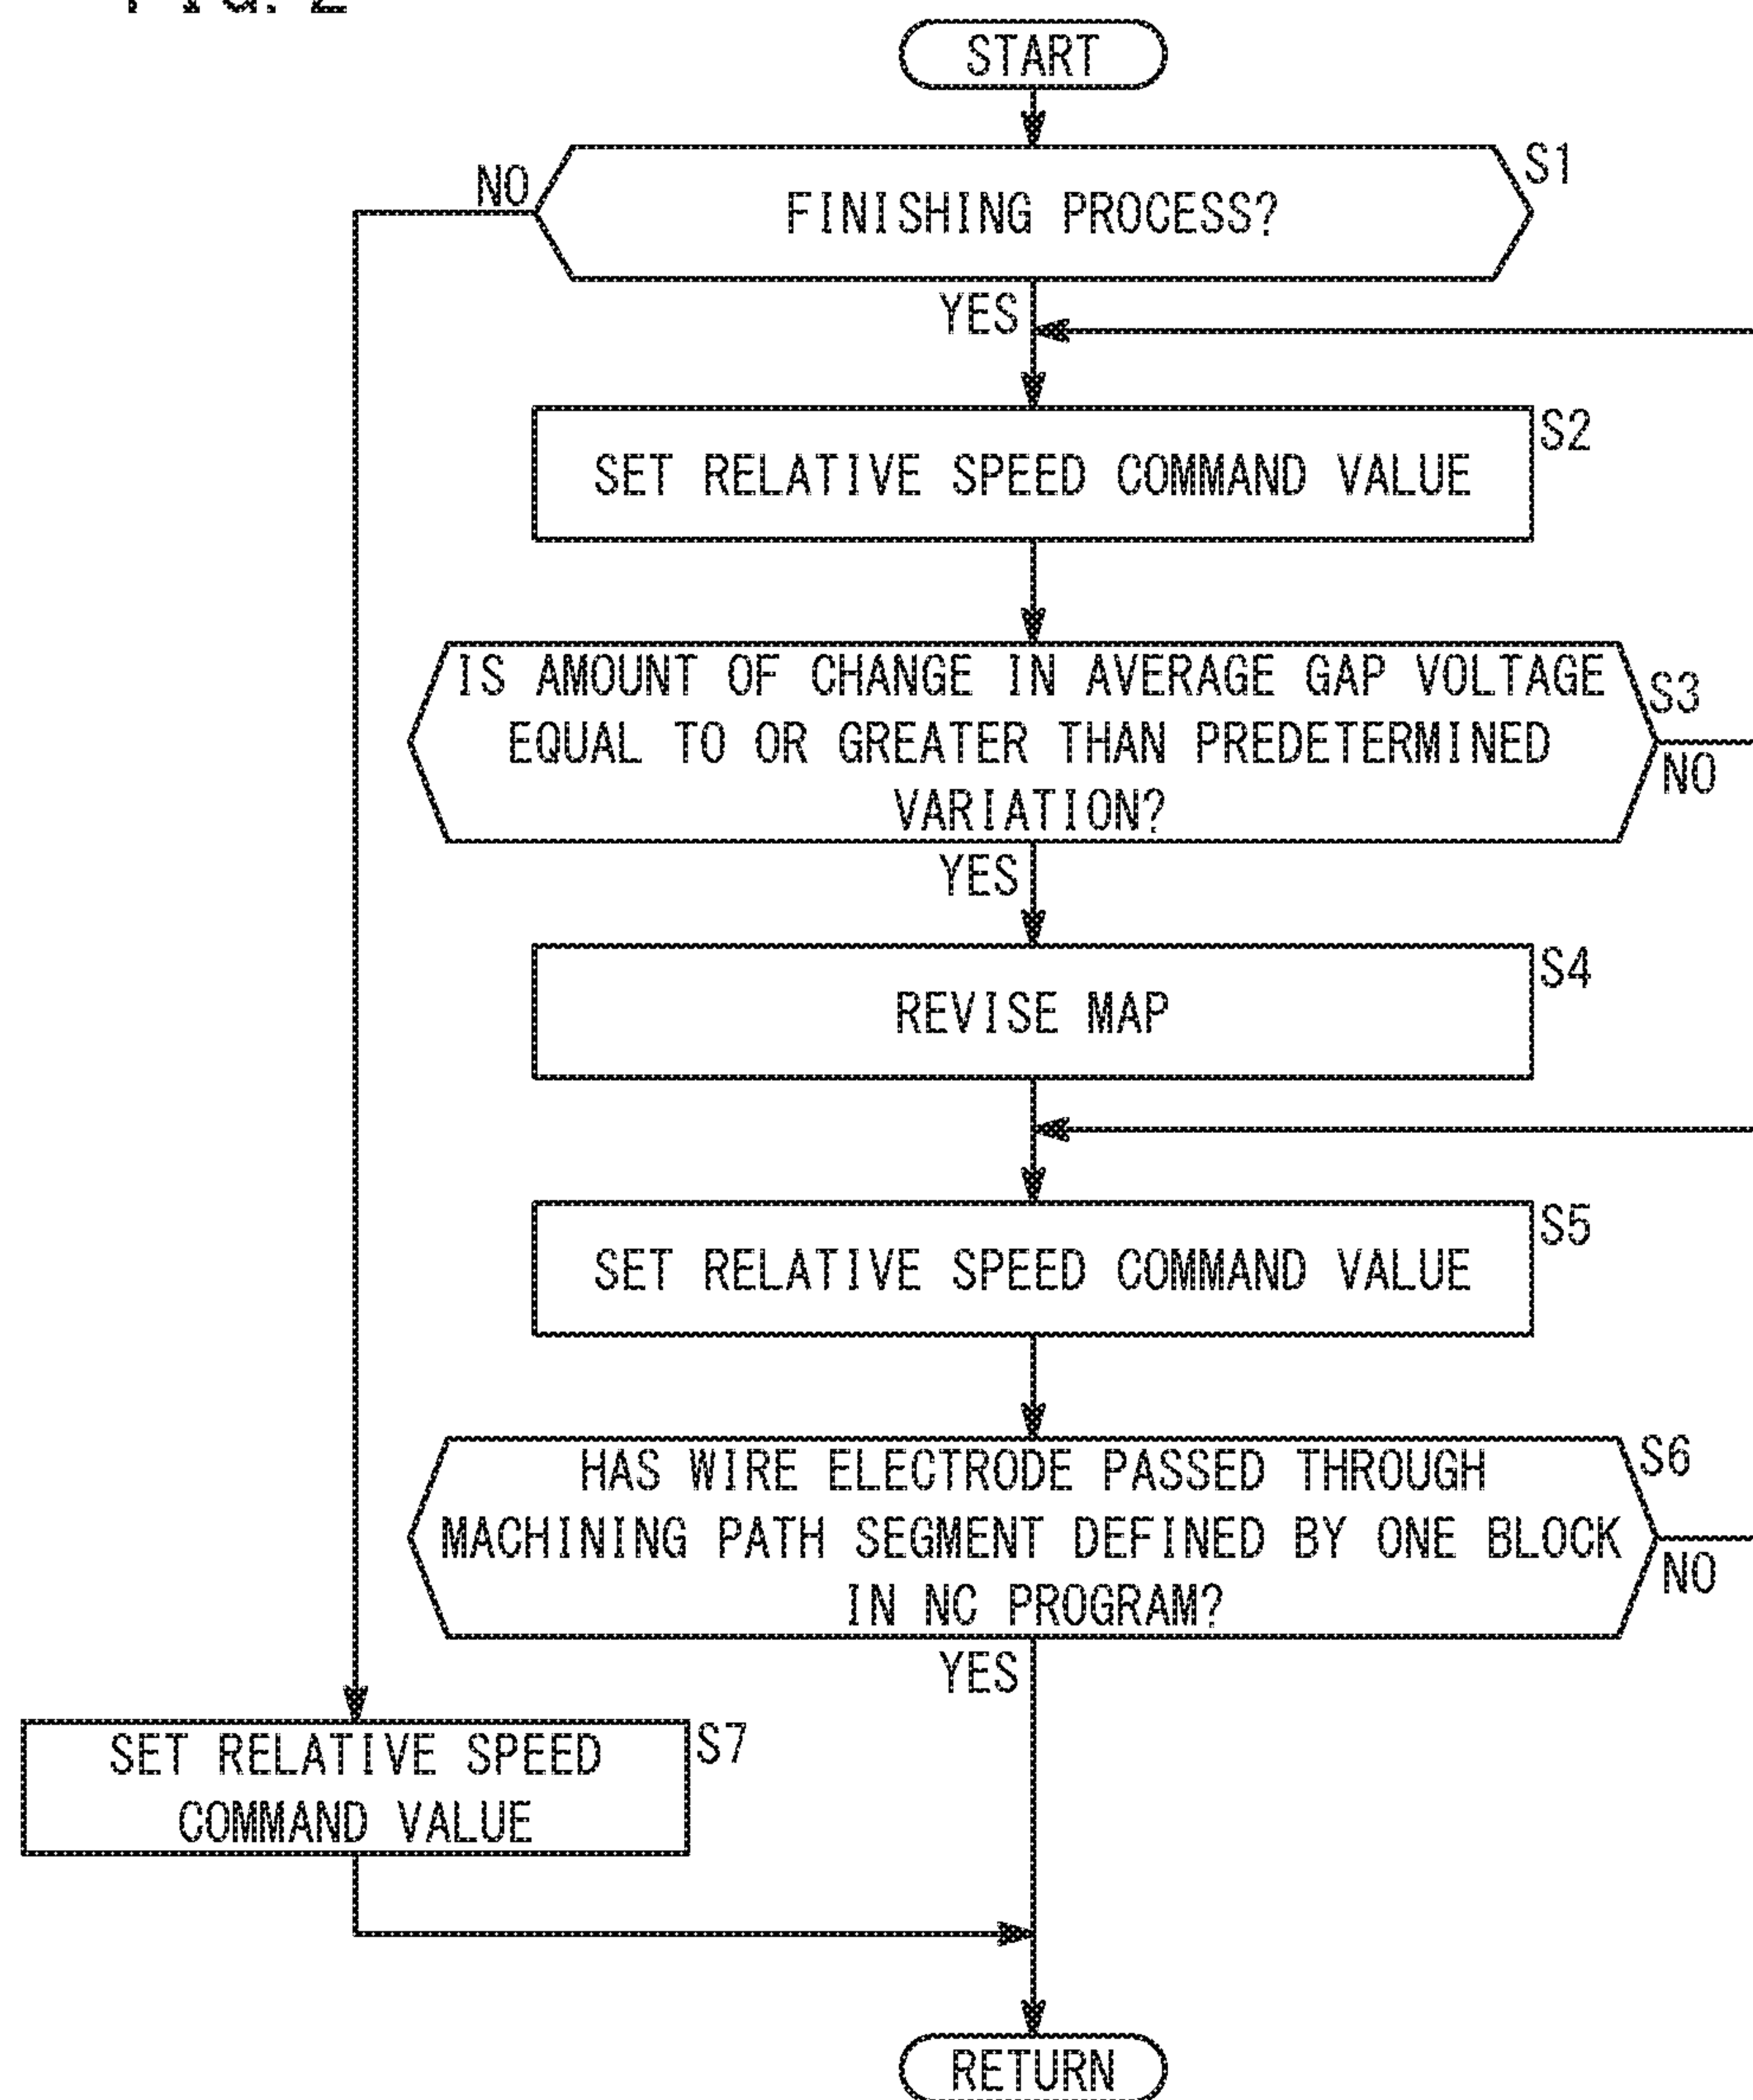 START
S1
NO
FINISHING PROCESS?
YES
S2
SET RELATIVE SPEED COMMAND VALUE
IS AMOUNT OF CHANGE IN AVERAGE GAP VOLTAGE
S3
EQUAL TO OR GREATER THAN PREDETERMINED
NO
VARIATION?
YES
S4
REVISE MAP
S5
SET RELATIVE SPEED COMMAND VALUE
S6
HAS WIRE ELECTRODE PASSED THROUGH
MACHINING PATH SEGMENT DEFINED BY ONE BLOCK
NO
IN NC PROGRAM?
YES
S7
SET RELATIVE SPEED
COMMAND VALUE
RETURN